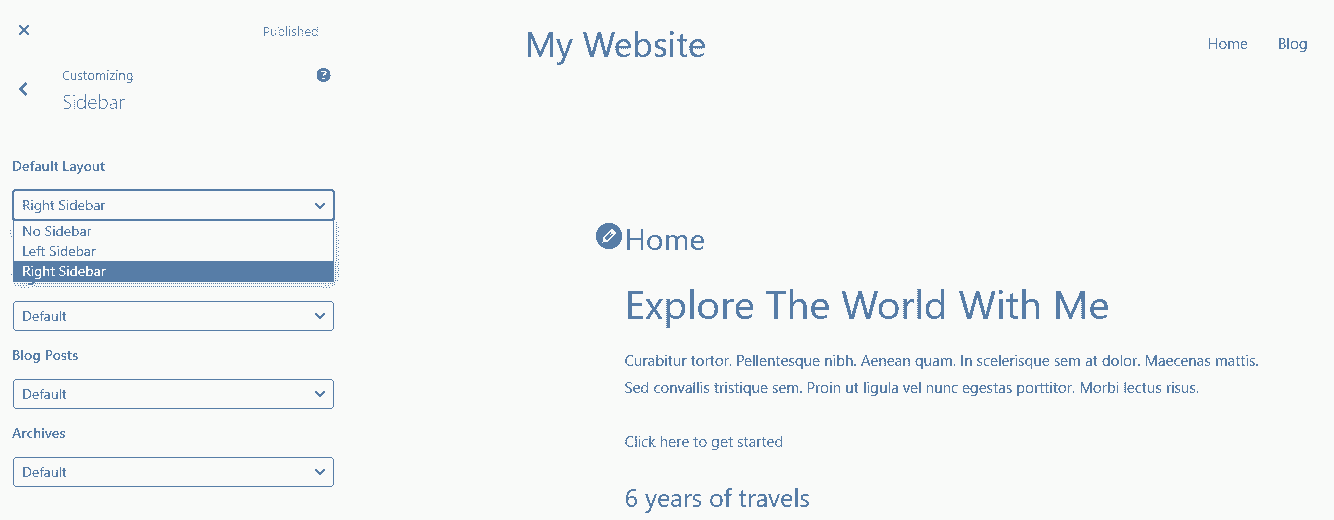 Published
Customizing
Sidebar
Default Layout
Right Sidebar
No Sidebar
Left Sidebar
Right Sidebar
Default
Blog Posts
Default
Archives
Default
My Website
Home Blog
Home
Explore The World With Me
Curabitur tortor. Pellentesque nibh. Aenean quam. In scelerisque sem at dolor. Maecenas mattis.
Sed convallis tristique sem. Proin ut ligula vel nunc egestas porttitor. Morbi lectus risus.
Click here to get started
6 years of travels